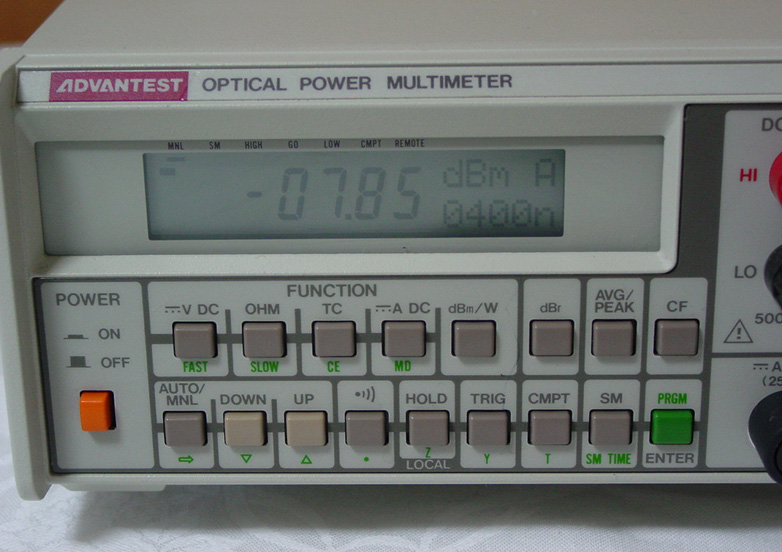 ADVANTEST OPTICAL POWER MULTIMETER
MNL SM HIGH GO LOW CMPT REMOTE
-07.85 dBm A
0400n
DC
HI
LO
500
POWER
ON
OFF
FUNCTION
V DC OHM TC A DC dBm/W dBr AVG/PEAK CF
FAST SLOW CE MD
AUTO/MNL DOWN UP HOLD TRIG CMPT SM PRGM
Z Y T SM TIME ENTER
LOCAL
A
(25